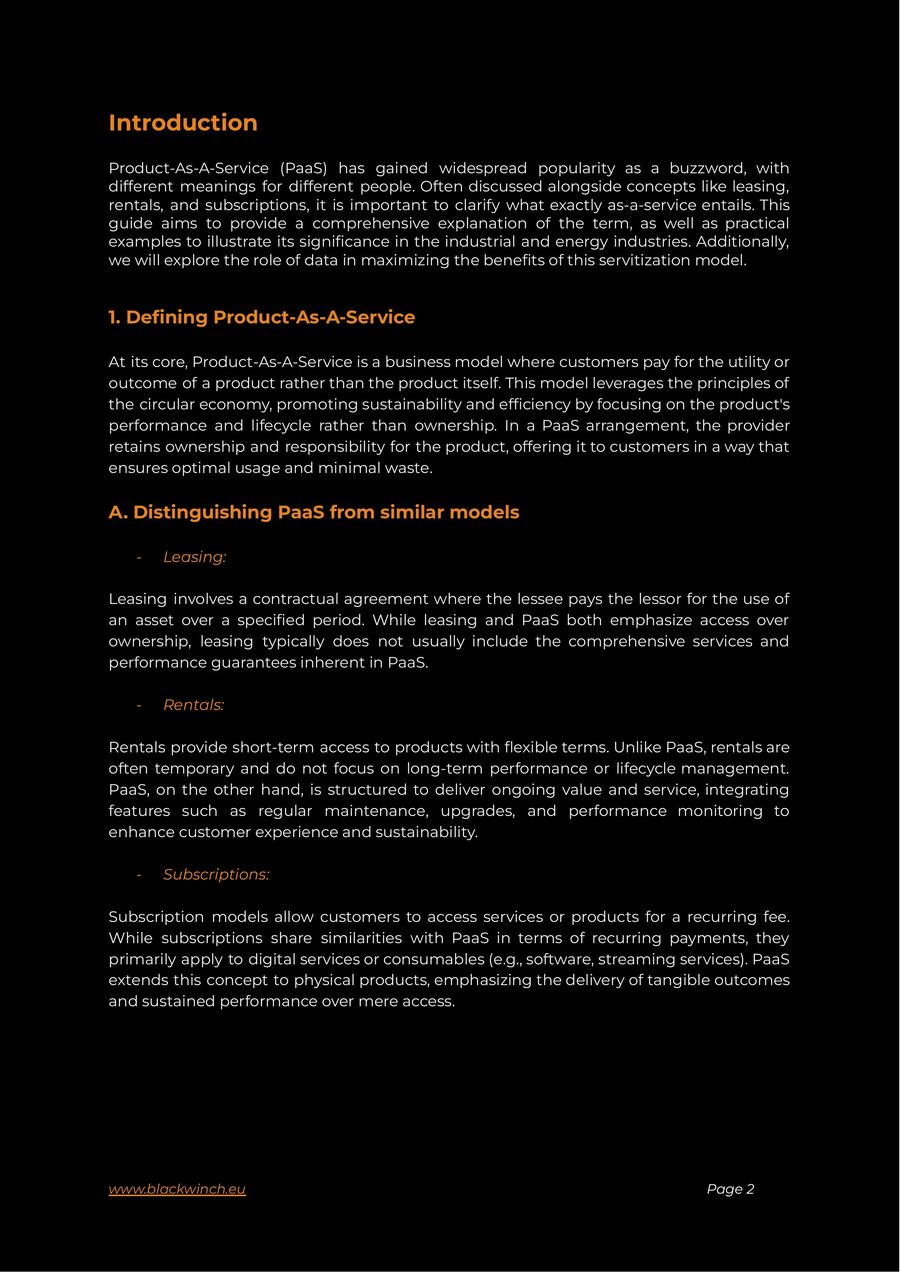 Introduction
Product-As-A-Service (PaaS) has gained widespread popularity as a buzzword, with
different meanings for different people. Often discussed alongside concepts like leasing,
rentals, and subscriptions, it is important to clarify what exactly as-a-service entails. This
guide aims to provide a comprehensive explanation of the term, as well as practical
examples to illustrate its significance in the industrial and energy industries. Additionally,
we will explore the role of data in maximizing the benefits of this servitization model.
1. Defining Product-As-A-Service
At its core, Product-As-A-Service is a business model where customers pay for the utility or
outcome of a product rather than the product itself. This model leverages the principles of
the circular economy, promoting sustainability and efficiency by focusing on the product's
performance and lifecycle rather than ownership. In a PaaS arrangement, the provider
retains ownership and responsibility for the product, offering it to customers in a way that
ensures optimal usage and minimal waste.
A. Distinguishing PaaS from similar models
- Leasing:
Leasing involves a contractual agreement where the lessee pays the lessor for the use of
an asset over a specified period. While leasing and PaaS both emphasize access over
ownership, leasing typically does not usually include the comprehensive services and
performance guarantees inherent in PaaS.
- Rentals:
Rentals provide short-term access to products with flexible terms. Unlike PaaS, rentals are
often temporary and do not focus on long-term performance or lifecycle management.
PaaS, on the other hand, is structured to deliver ongoing value and service, integrating
features such as regular maintenance, upgrades, and performance monitoring to
enhance customer experience and sustainability.
- Subscriptions:
Subscription models allow customers to access services or products for a recurring fee.
While subscriptions share similarities with PaaS in terms of recurring payments, they
primarily apply to digital services or consumables (e.g., software, streaming services). PaaS
extends this concept to physical products, emphasizing the delivery of tangible outcomes
and sustained performance over mere access.
www.blackwinch.eu Page 2